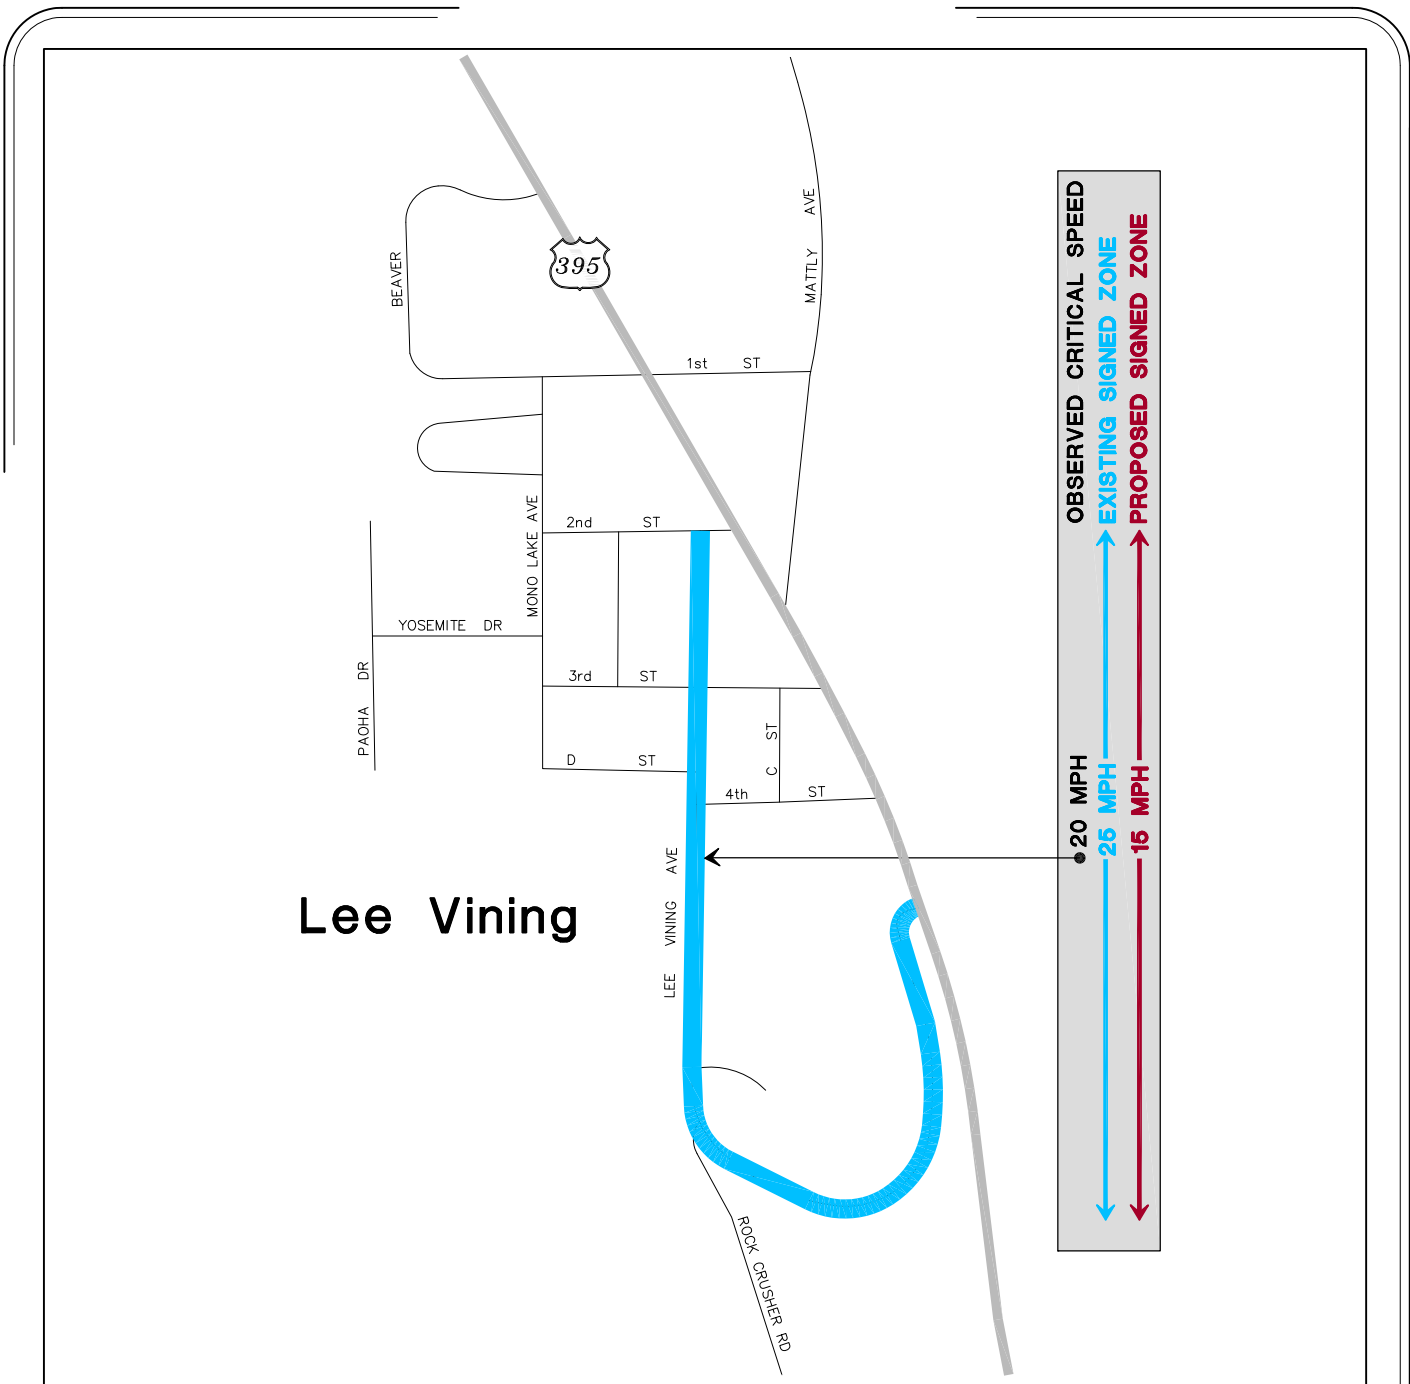 395
BEAVER
MATTLY AVE
1st ST
MONO LAKE AVE
2nd ST
YOSEMITE DR
PAOHA DR
3rd ST
D ST
C ST
4th ST
LEE VINING AVE
Lee Vining
ROCK CRUSHER RD
OBSERVED CRITICAL SPEED
EXISTING SIGNED ZONE
PROPOSED SIGNED ZONE
20 MPH
25 MPH
15 MPH